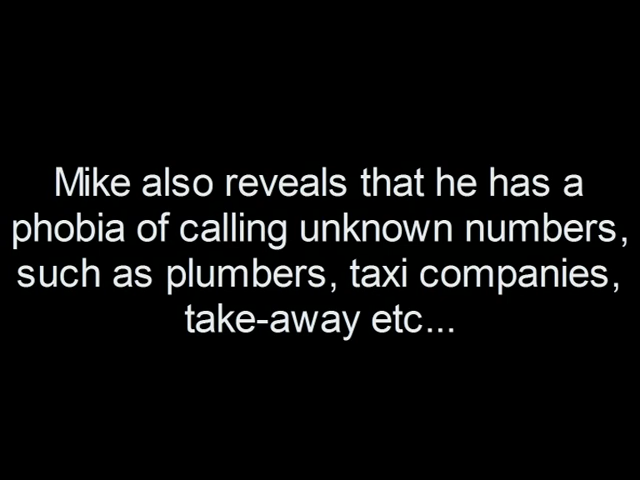 Mike also reveals that he has a
phobia of calling unknown numbers,
such as plumbers, taxi companies,
take-away etc...